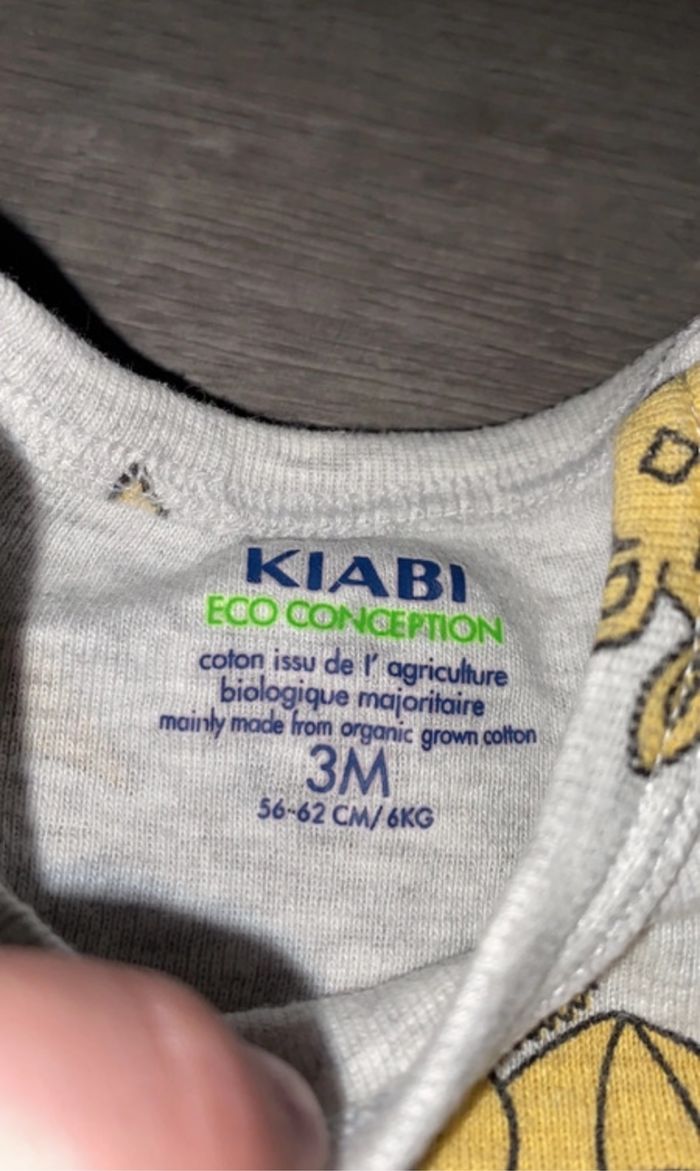 KIABI
ECO CONCEPTION
coton issu de l' agriculture
biologique majoritaire
mainly made from organic grown cotton
3M
56-62 CM/6KG